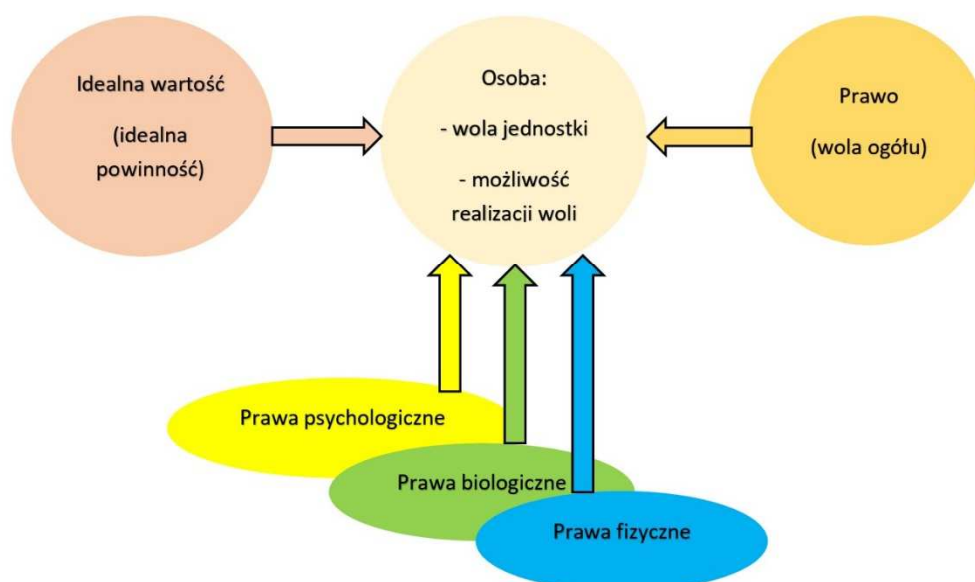 Idealna wartość
(idealna
powinność)
Osoba:
- wola jednostki
- możliwość
realizacji woli
Prawo
(wola ogółu)
Prawa psychologiczne
Prawa biologiczne
Prawa fizyczne